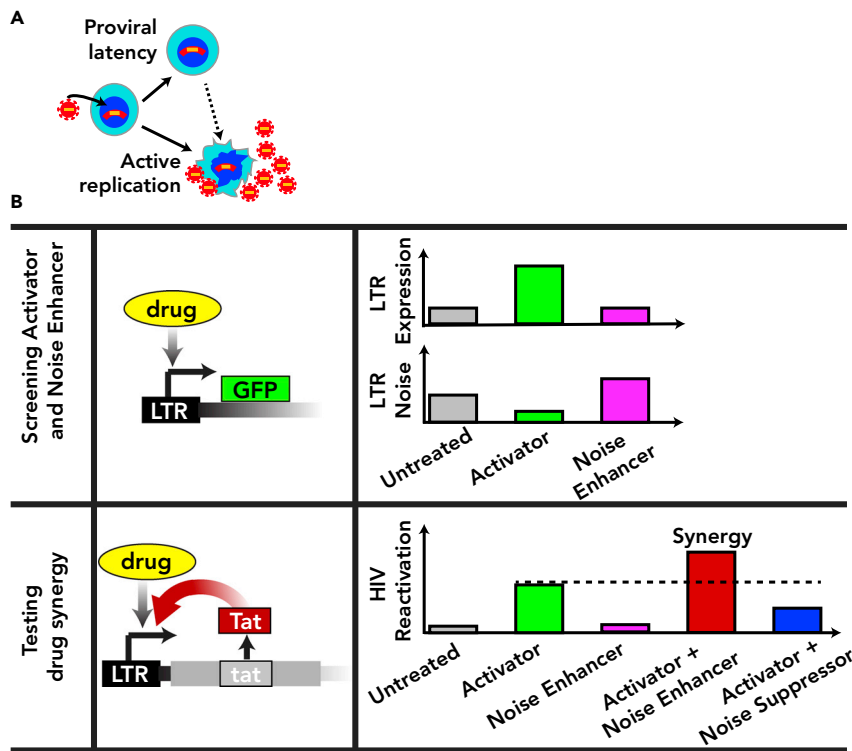 A
Proviral
latency
Active
replication
B
Screening Activator
and Noise Enhancer
drug
LTR
GFP
LTR
Expression
LTR
Noise
Untreated
Activator
Noise
Enhancer
Testing
drug synergy
drug
Tat
LTR
tat
HIV
Reactivation
Synergy
Untreated
Activator
Noise Enhancer
Activator +
Noise Enhancer
Activator +
Noise Suppressor